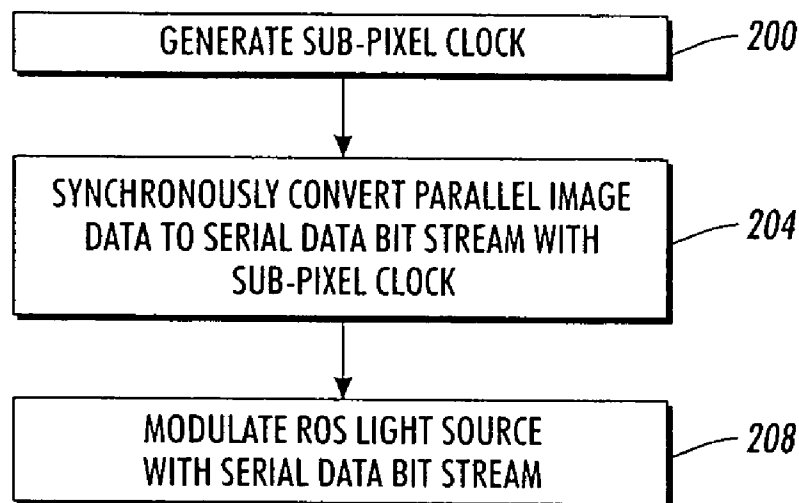 GENERATE SUB-PIXEL CLOCK
200
SYNCHRONOUSLY CONVERT PARALLEL IMAGE
DATA TO SERIAL DATA BIT STREAM WITH
SUB-PIXEL CLOCK
204
MODULATE ROS LIGHT SOURCE
WITH SERIAL DATA BIT STREAM
208